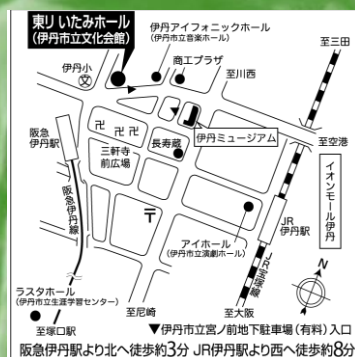 東リ いたみホール
(伊丹市立文化会館)
伊丹アイフォニックホール
(伊丹市立音楽ホール)
至三田
伊丹小
文
商工プラザ
至川西
阪急
伊丹駅
卍
卍 卍
長寿蔵
伊丹ミュージアム
至空港
三軒寺
前広場
イオンモール伊丹
阪急伊丹線
〒
アイホール
(伊丹市立演劇ホール)
JR
伊丹駅
JR宝塚線
N
ラスタホール
(伊丹市立生涯学習センター)
至塚口駅
至尼崎
至大阪
▼伊丹市立宮ノ前地下駐車場(有料)入口
阪急伊丹駅より北へ徒歩約3分 JR伊丹駅より西へ徒歩約8分